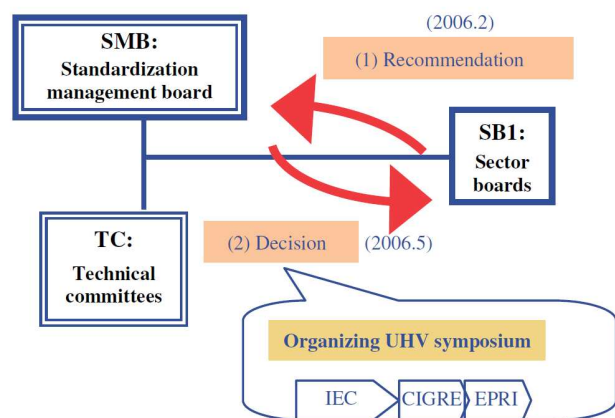 SMB:
Standardization
management board
(2006.2)
(1) Recommendation
SB1:
Sector
boards
TC:
Technical
committees
(2) Decision
(2006.5)
Organizing UHV symposium
IEC
CIGRE
EPRI